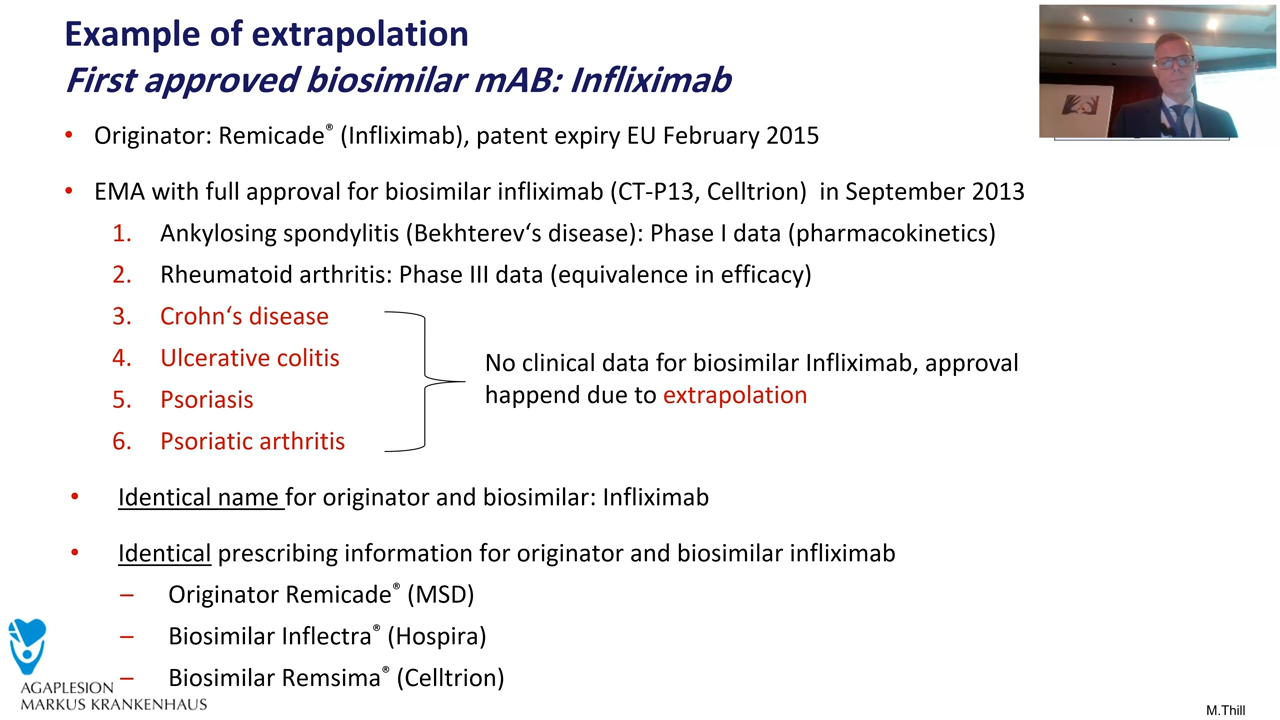 Example of extrapolation
First approved biosimilar mAB: Infliximab
• Originator: Remicade® (Infliximab), patent expiry EU February 2015
• EMA with full approval for biosimilar infliximab (CT-P13, Celltrion) in September 2013
1. Ankylosing spondylitis (Bekhterev‘s disease): Phase I data (pharmacokinetics)
2. Rheumatoid arthritis: Phase III data (equivalence in efficacy)
3. Crohn‘s disease
4. Ulcerative colitis
5. Psoriasis
6. Psoriatic arthritis
No clinical data for biosimilar Infliximab, approval
happend due to extrapolation
• Identical name for originator and biosimilar: Infliximab
• Identical prescribing information for originator and biosimilar infliximab
– Originator Remicade® (MSD)
– Biosimilar Inflectra® (Hospira)
– Biosimilar Remsima® (Celltrion)
AGAPLESION
MARKUS KRANKENHAUS
M.Thill